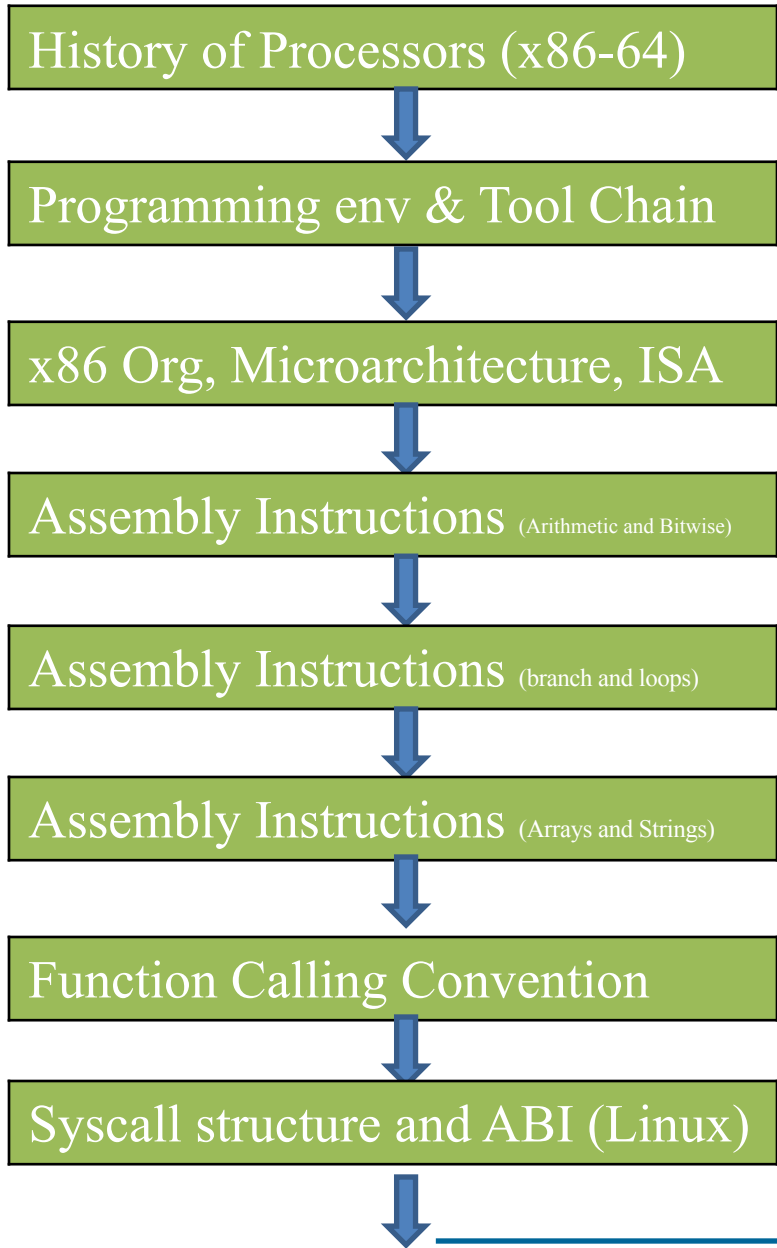 History of Processors (x86-64)
Programming env & Tool Chain
x86 Org, Microarchitecture, ISA
Assembly Instructions (Arithmetic and Bitwise)
Assembly Instructions (branch and loops)
Assembly Instructions (Arrays and Strings)
Function Calling Convention
Syscall structure and ABI (Linux)